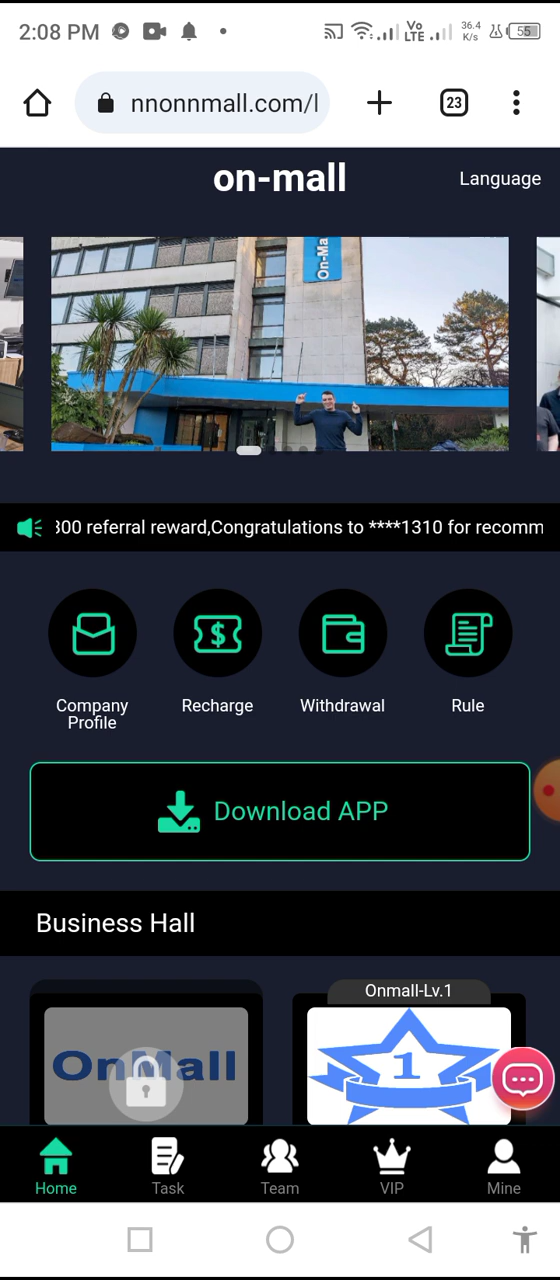 2:08 PM
Vo
LTE
36.4
K/s
55
nnonnmall.com/l
23
on-mall
Language
On-Ma
300 referral reward,Congratulations to ****1310 for recomm
Company
Profile
Recharge
Withdrawal
Rule
Download APP
Business Hall
Onmall-Lv.1
OnMall
1
Home
Task
Team
VIP
Mine